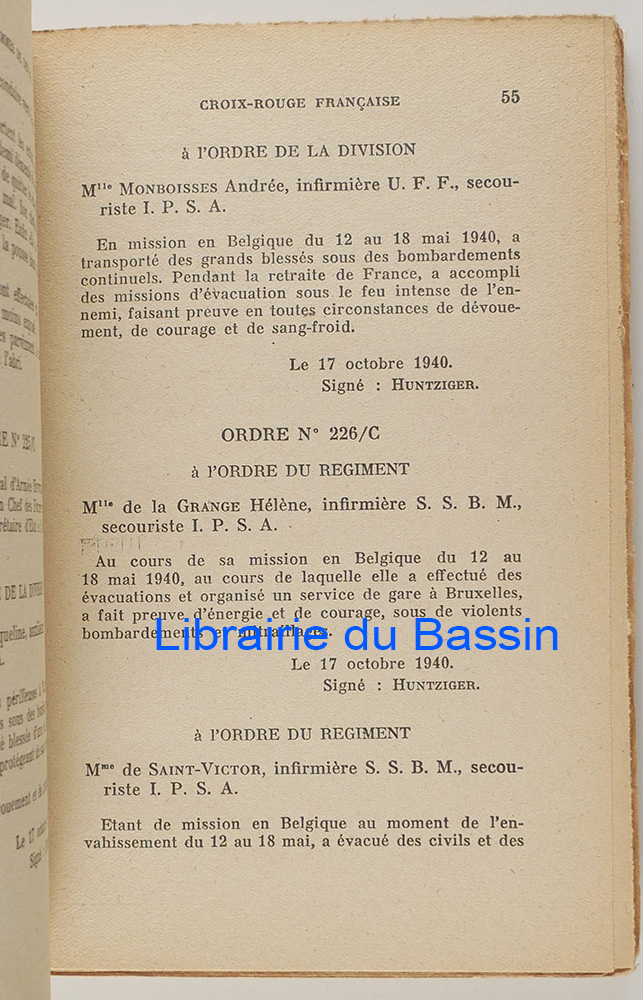 CROIX-ROUGE FRANÇAISE 55
à l'ORDRE DE LA DIVISION
Mlle MONBOISSES Andrée, infirmière U. F. F., secou-
riste I. P. S. A.
En mission en Belgique du 12 au 18 mai 1940, a
transporté des grands blessés sous des bombardements
continuels. Pendant la retraite de France, a accompli
des missions d'évacuation sous le feu intense de l'en-
nemi, faisant preuve en toutes circonstances de dévoue-
ment, de courage et de sang-froid.
Le 17 octobre 1940.
Signé : HUNTZIGER.
ORDRE N° 226/C
à l'ORDRE DU REGIMENT
Mlle de la GRANGE Hélène, infirmière S. S. B. M.,
secouriste I. P. S. A.
Au cours de sa mission en Belgique du 12 au
18 mai 1940, au cours de laquelle elle a effectué des
évacuations et organisé un service de gare à Bruxelles,
a fait preuve d'énergie et de courage, sous de violents
bombardements et mitraillages.
Librairie du Bassin
Le 17 octobre 1940.
Signé : HUNTZIGER.
à l'ORDRE DU REGIMENT
Mme de SAINT-VICTOR, infirmière S. S. B. M., secou-
riste I. P. S. A.
Etant de mission en Belgique au moment de l'en-
vahissement du 12 au 18 mai, a évacué des civils et des